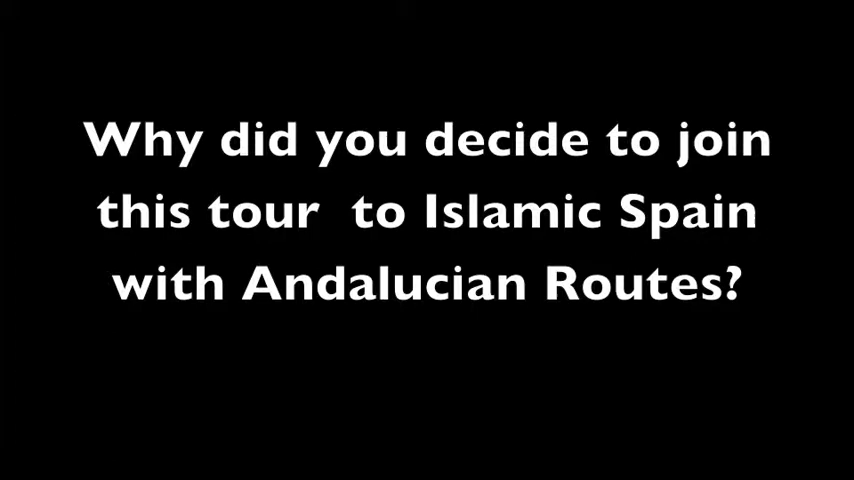 Why did you decide to join
this tour  to Islamic Spain
with Andalucian Routes?